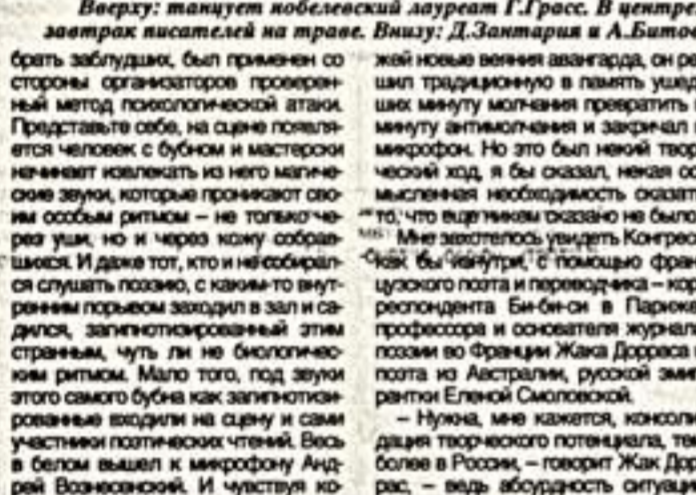 Вверху: танцует нобелевский лауреат Г.Грасс. В центре
завтрак писателей на траве. Внизу: Д.Зантария и А.Битов
брать заблудших, был применен со
стороны организаторов проверен-
ный метод психологической атаки.
Представьте себе, на сцене появля-
ется человек с бубном и мастерски
начинает извлекать из него магиче-
ские звуки, которые проникают сво-
им особым ритмом – не только че-
рез уши, но и через кожу собрав-
шихся. И даже тот, кто и не собирал-
ся слушать поэзию, с каким-то внут-
ренним порывом заходил в зал и са-
дился, загипнотизированный этим
странным, чуть ли не биологичес-
ким ритмом. Мало того, под звуки
этого самого бубна как загипнотизи-
рованные входили на сцену и сами
участники поэтических чтений. Весь
в белом вышел к микрофону Анд-
рей Вознесенский. И чувствуя ко-
жей новые веяния авангарда, он ре
шил традиционную в память ушед
ших минуту молчания превратить
минуту антимолчания и закричал
микрофон. Но это был некий твор
ческий ход, я бы сказал, некая ос
мысленная необходимость сказат
то, что еще никем сказано не было
Мне захотелось увидеть Конгрес
как бы изнутри, с помощью фран
цузского поэта и переводчика – кор
респондента Би-би-си в Париже
профессора и основателя журнал
поэзии во Франции Жака Дорраса
поэта из Австралии, русской эми
рантки Еленой Смоловской.
– Нужна, мне кажется, консоли
дация творческого потенциала, те
более в России, – говорит Жак Дор
рас, – ведь абсурдность ситуаци